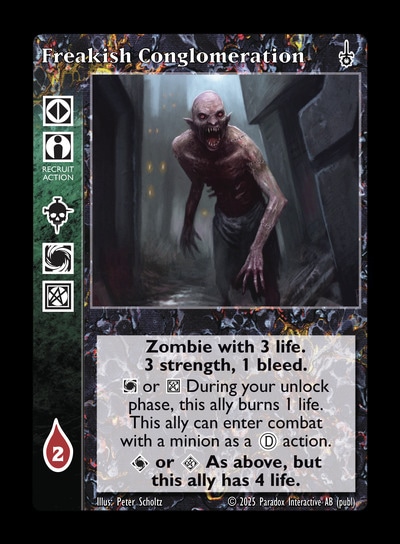 Freakish Conglomeration
RECRUIT
ACTION
Zombie with 3 life.
3 strength, 1 bleed.
or During your unlock
phase, this ally burns 1 life.
This ally can enter combat
with a minion as a D action.
or As above, but
this ally has 4 life.
2
Illus: Peter Scholtz © 2025 Paradox Interactive AB (publ)